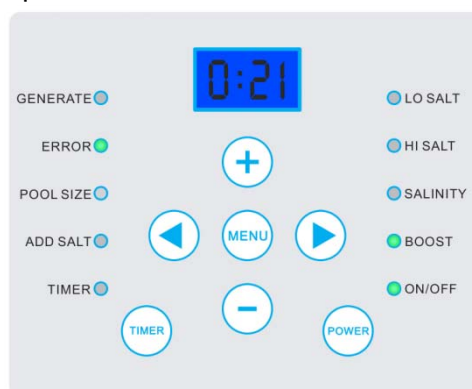 0:21
GENERATE
ERROR
POOL SIZE
ADD SALT
TIMER
LO SALT
HI SALT
SALINITY
BOOST
ON/OFF
MENU
TIMER
POWER